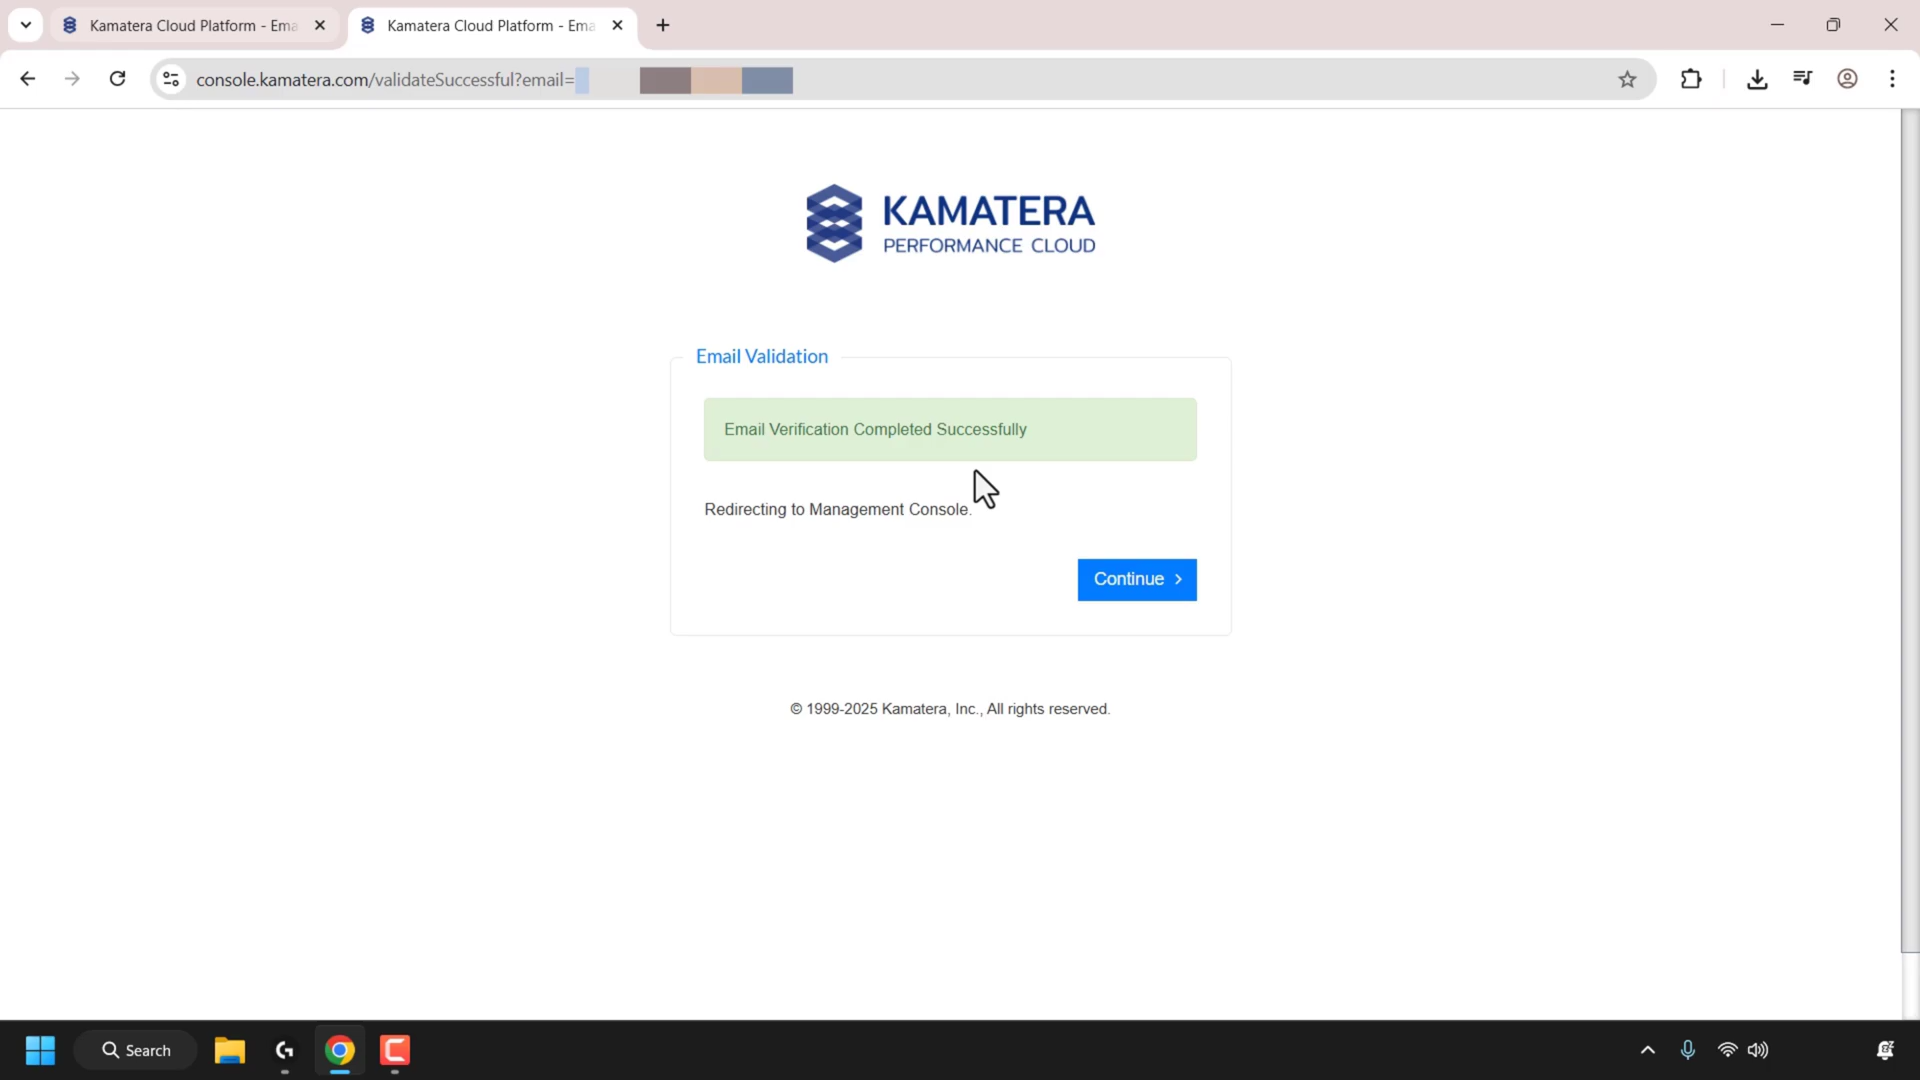 Kamatera Cloud Platform - Ema
Kamatera Cloud Platform - Ema
console.kamatera.com/validateSuccessful?email=
KAMATERA
PERFORMANCE CLOUD
Email Validation
Email Verification Completed Successfully
Redirecting to Management Console.
Continue
© 1999-2025 Kamatera, Inc., All rights reserved.
Search